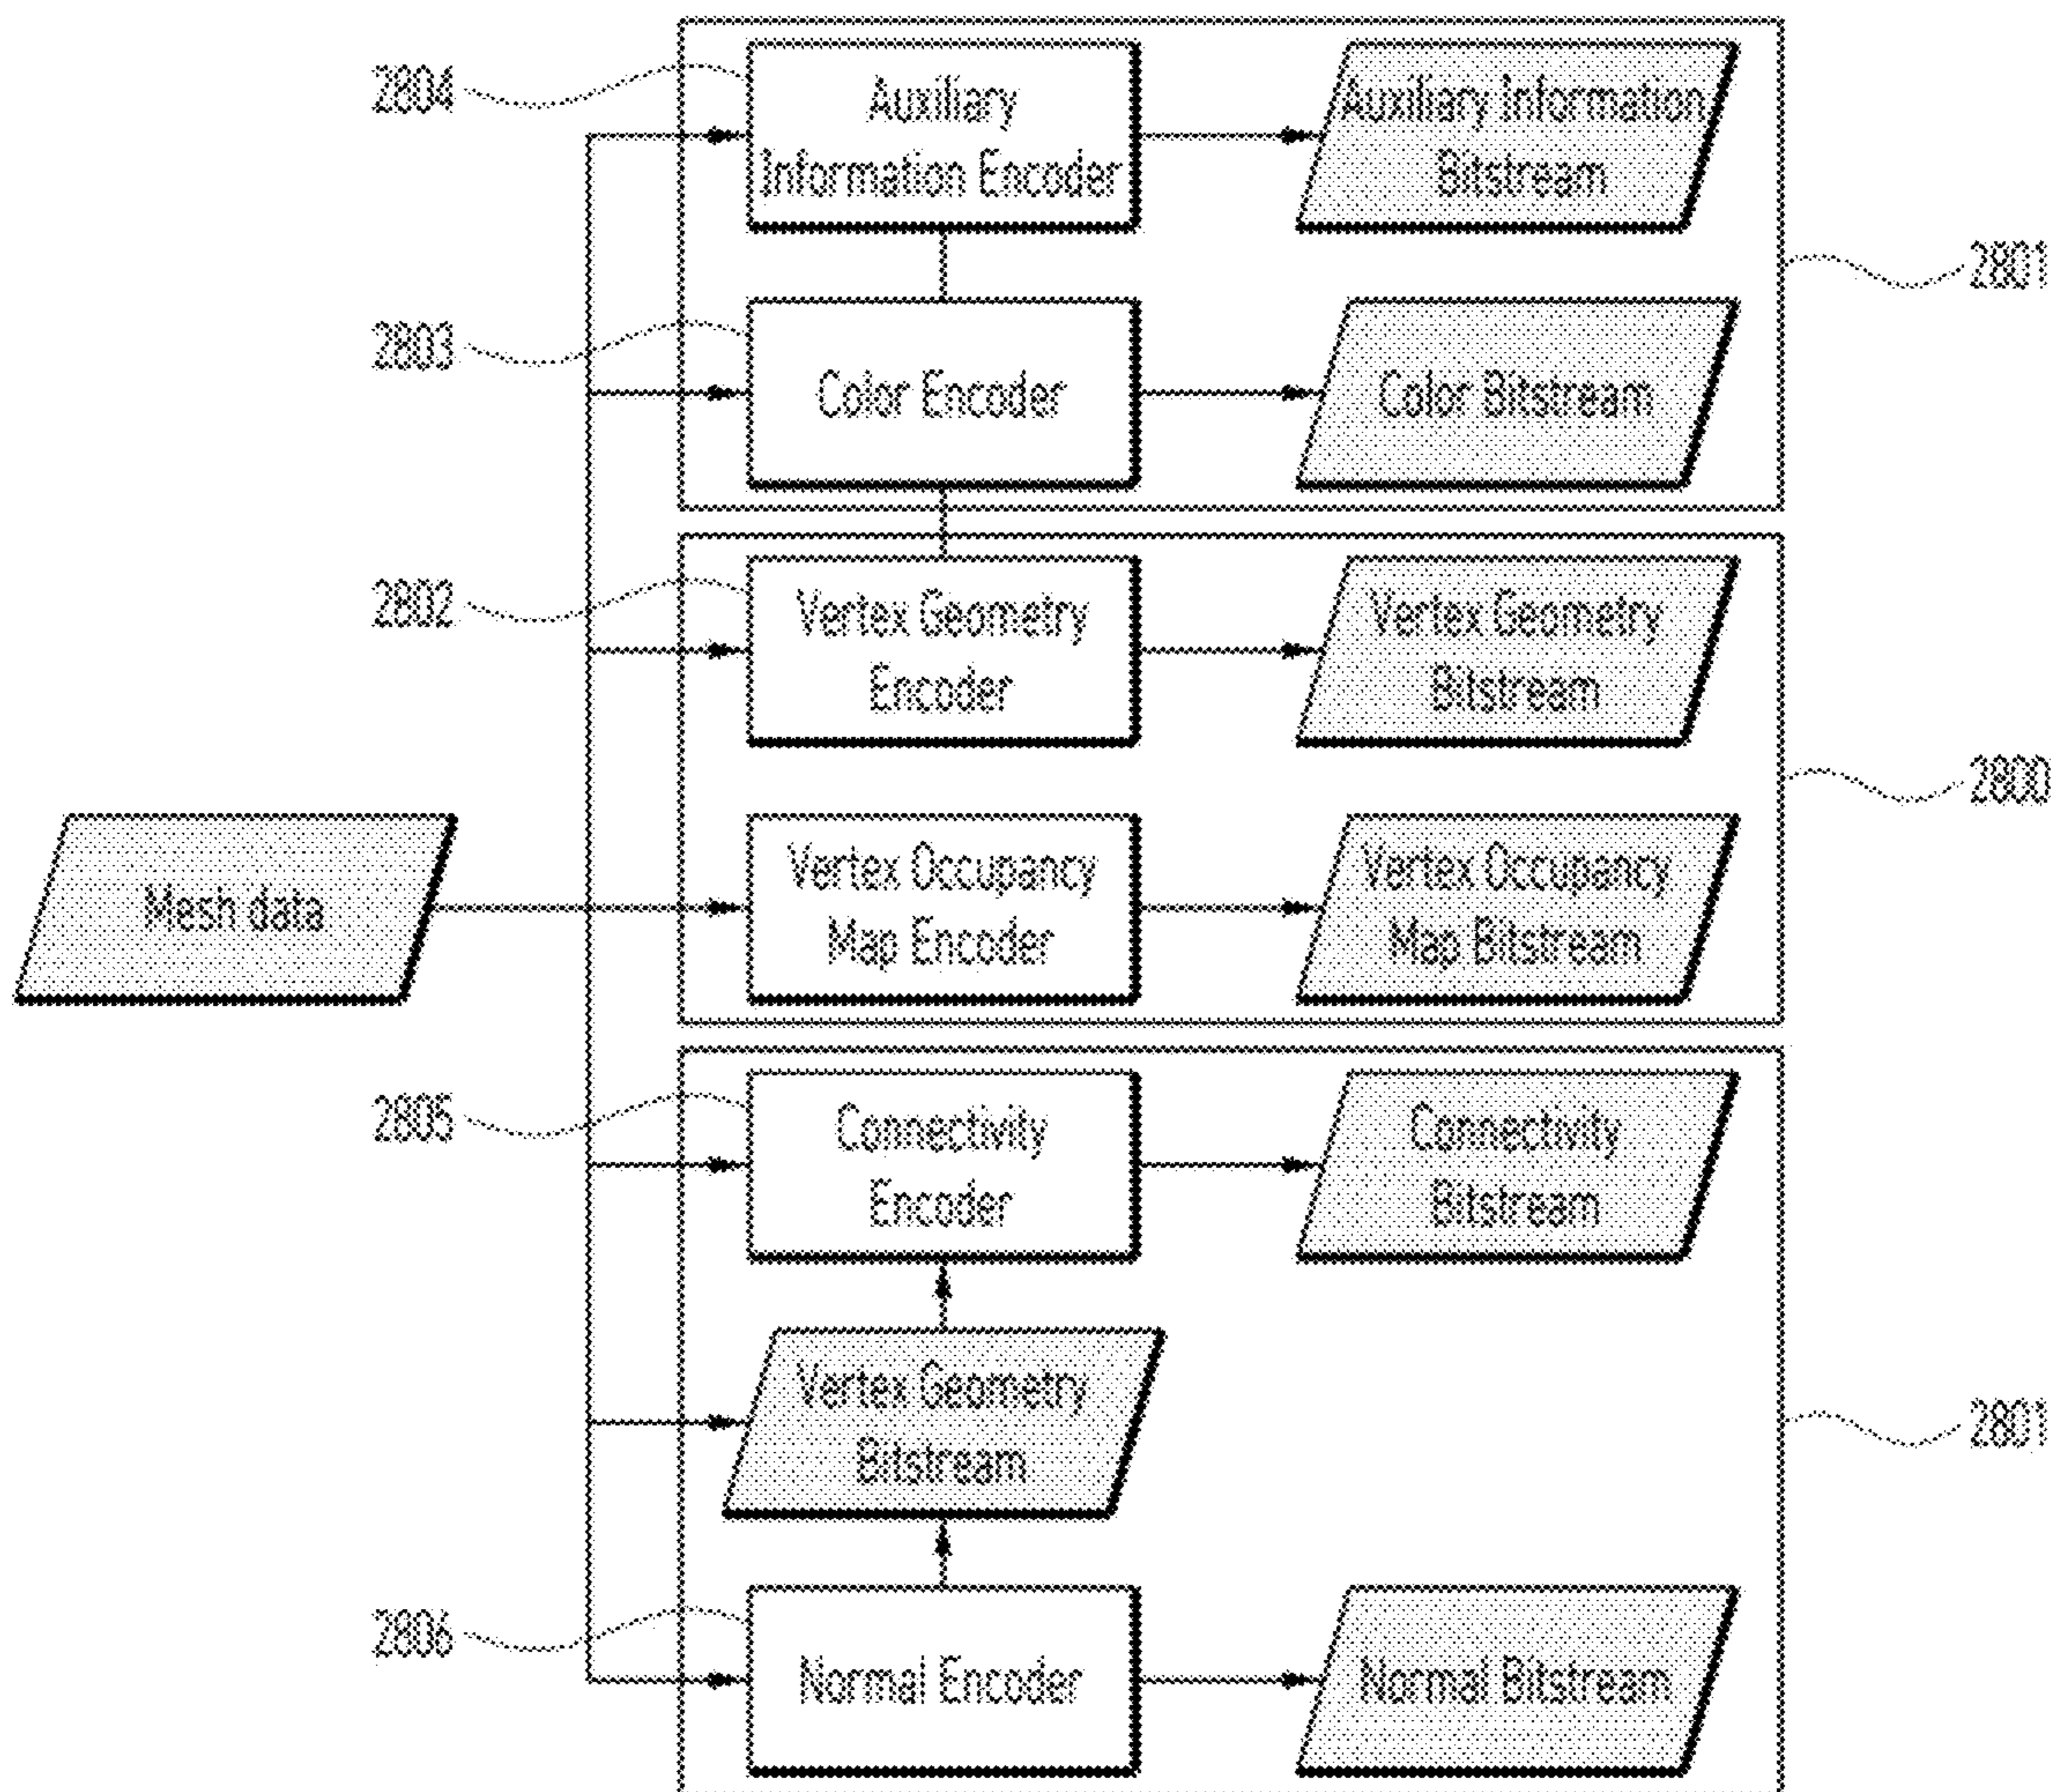 2804
Auxiliary
Information Encoder
Auxiliary Information
Bitstream
2801
2803
Color Encoder
Color Bitstream
2802
Vertex Geometry
Encoder
Vertex Geometry
Bitstream
2800
Mesh data
Vertex Occupancy
Map Encoder
Vertex Occupancy
Map Bitstream
2805
Connectivity
Encoder
Connectivity
Bitstream
Vertex Geometry
Bitstream
2801
2806
Normal Encoder
Normal Bitstream